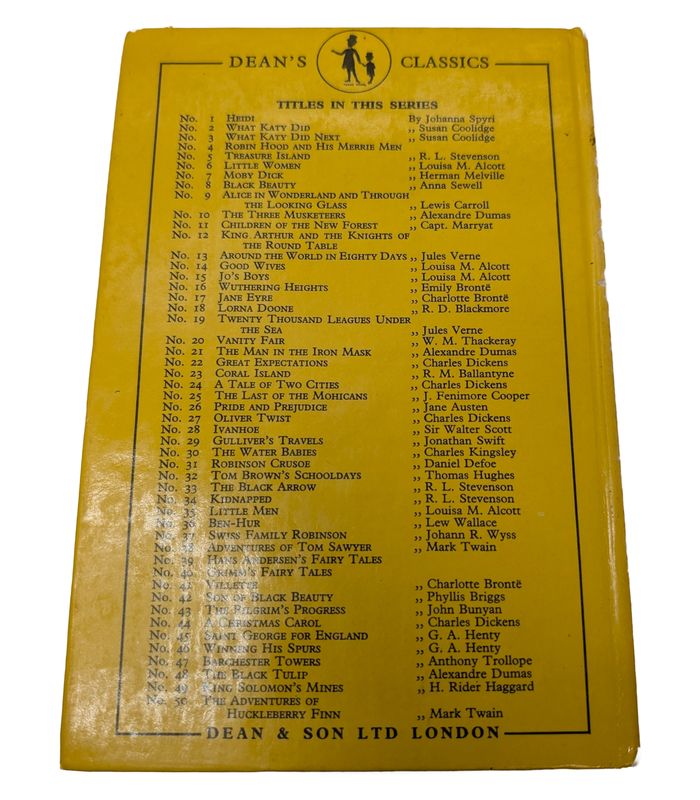 DEAN'S CLASSICS
TITLES IN THIS SERIES
No. 1 HEIDI By Johanna Spyri
No. 2 WHAT KATY DID ,, Susan Coolidge
No. 3 WHAT KATY DID NEXT ,, Susan Coolidge
No. 4 ROBIN HOOD AND HIS MERRIE MEN
No. 5 TREASURE ISLAND ,, R. L. Stevenson
No. 6 LITTLE WOMEN ,, Louisa M. Alcott
No. 7 MOBY DICK ,, Herman Melville
No. 8 BLACK BEAUTY ,, Anna Sewell
No. 9 ALICE IN WONDERLAND AND THROUGH
THE LOOKING GLASS ,, Lewis Carroll
No. 10 THE THREE MUSKETEERS ,, Alexandre Dumas
No. 11 CHILDREN OF THE NEW FOREST ,, Capt. Marryat
No. 12 KING ARTHUR AND THE KNIGHTS OF
THE ROUND TABLE
No. 13 AROUND THE WORLD IN EIGHTY DAYS ,, Jules Verne
No. 14 GOOD WIVES ,, Louisa M. Alcott
No. 15 JO'S BOYS ,, Louisa M. Alcott
No. 16 WUTHERING HEIGHTS ,, Emily Brontë
No. 17 JANE EYRE ,, Charlotte Brontë
No. 18 LORNA DOONE ,, R. D. Blackmore
No. 19 TWENTY THOUSAND LEAGUES UNDER
THE SEA ,, Jules Verne
No. 20 VANITY FAIR ,, W. M. Thackeray
No. 21 THE MAN IN THE IRON MASK ,, Alexandre Dumas
No. 22 GREAT EXPECTATIONS ,, Charles Dickens
No. 23 CORAL ISLAND ,, R. M. Ballantyne
No. 24 A TALE OF TWO CITIES ,, Charles Dickens
No. 25 THE LAST OF THE MOHICANS ,, J. Fenimore Cooper
No. 26 PRIDE AND PREJUDICE ,, Jane Austen
No. 27 OLIVER TWIST ,, Charles Dickens
No. 28 IVANHOE ,, Sir Walter Scott
No. 29 GULLIVER'S TRAVELS ,, Jonathan Swift
No. 30 THE WATER BABIES ,, Charles Kingsley
No. 31 ROBINSON CRUSOE ,, Daniel Defoe
No. 32 TOM BROWN'S SCHOOLDAYS ,, Thomas Hughes
No. 33 THE BLACK ARROW ,, R. L. Stevenson
No. 34 KIDNAPPED ,, R. L. Stevenson
No. 35 LITTLE MEN ,, Louisa M. Alcott
No. 36 BEN-HUR ,, Lew Wallace
No. 37 SWISS FAMILY ROBINSON ,, Johann R. Wyss
No. 38 ADVENTURES OF TOM SAWYER ,, Mark Twain
No. 39 HANS ANDERSEN'S FAIRY TALES
No. 40 GRIMM'S FAIRY TALES
No. 41 VILLETTE ,, Charlotte Brontë
No. 42 SON OF BLACK BEAUTY ,, Phyllis Briggs
No. 43 THE PILGRIM'S PROGRESS ,, John Bunyan
No. 44 A CHRISTMAS CAROL ,, Charles Dickens
No. 45 SAINT GEORGE FOR ENGLAND ,, G. A. Henty
No. 46 WINNING HIS SPURS ,, G. A. Henty
No. 47 BARCHESTER TOWERS ,, Anthony Trollope
No. 48 THE BLACK TULIP ,, Alexandre Dumas
No. 49 KING SOLOMON'S MINES ,, H. Rider Haggard
No. 50 THE ADVENTURES OF
HUCKLEBERRY FINN ,, Mark Twain
DEAN & SON LTD LONDON